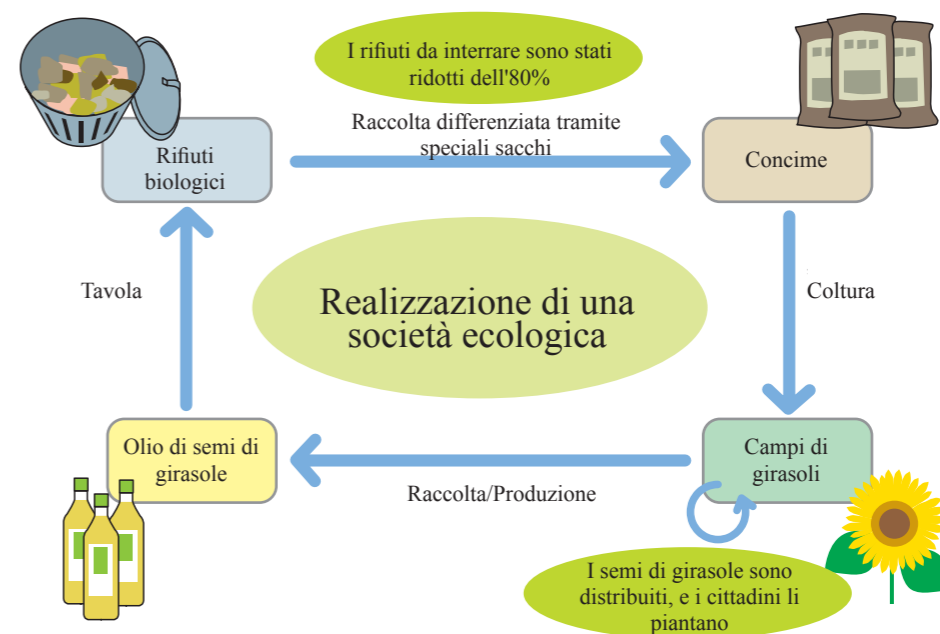 I rifiuti da interrare sono stati
ridotti dell'80%
Raccolta differenziata tramite
speciali sacchi
Rifiuti
biologici
Concime
Tavola
Realizzazione di una
società ecologica
Coltura
Olio di semi di
girasole
Campi di
girasoli
Raccolta/Produzione
I semi di girasole sono
distribuiti, e i cittadini li
piantano